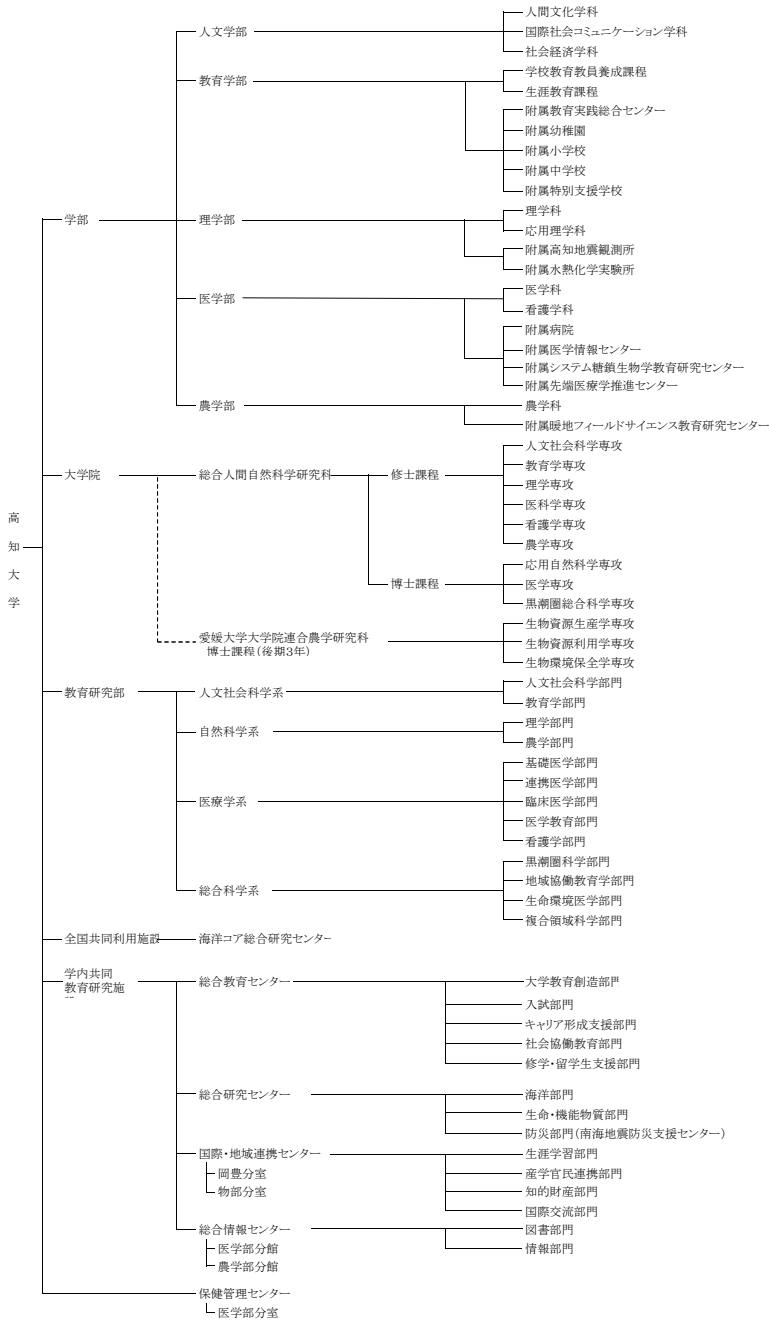 高知大学
学部
人文学部
人間文化学科
国際社会コミュニケーション学科
社会経済学科
教育学部
学校教育教員養成課程
生涯教育課程
附属教育実践総合センター
附属幼稚園
附属小学校
附属中学校
附属特別支援学校
理学部
理学科
応用理学科
附属高知地震観測所
附属水熱化学実験所
医学部
医学科
看護学科
附属病院
附属医学情報センター
附属システム糖鎖生物学教育研究センター
附属先端医療学推進センター
農学部
農学科
附属暖地フィールドサイエンス教育研究センター
大学院
総合人間自然科学研究科
修士課程
人文社会科学専攻
教育学専攻
理学専攻
医科学専攻
看護学専攻
農学専攻
博士課程
応用自然科学専攻
医学専攻
黒潮圏総合科学専攻
愛媛大学大学院連合農学研究科
博士課程(後期3年)
生物資源生産学専攻
生物資源利用学専攻
生物環境保全学専攻
教育研究部
人文社会科学系
人文社会科学部門
教育学部門
自然科学系
理学部門
農学部門
医療学系
基礎医学部門
連携医学部門
臨床医学部門
医学教育部門
看護学部門
総合科学系
黒潮圏科学部門
地域協働教育学部門
生命環境医学部門
複合領域科学部門
全国共同利用施設
海洋コア総合研究センター
学内共同
教育研究施
総合教育センター
大学教育創造部門
入試部門
キャリア形成支援部門
社会協働教育部門
修学・留学生支援部門
総合研究センター
海洋部門
生命・機能物質部門
防災部門(南海地震防災支援センター)
国際・地域連携センター
岡豊分室
物部分室
生涯学習部門
産学官民連携部門
知的財産部門
国際交流部門
総合情報センター
医学部分館
農学部分館
図書部門
情報部門
保健管理センター
医学部分室